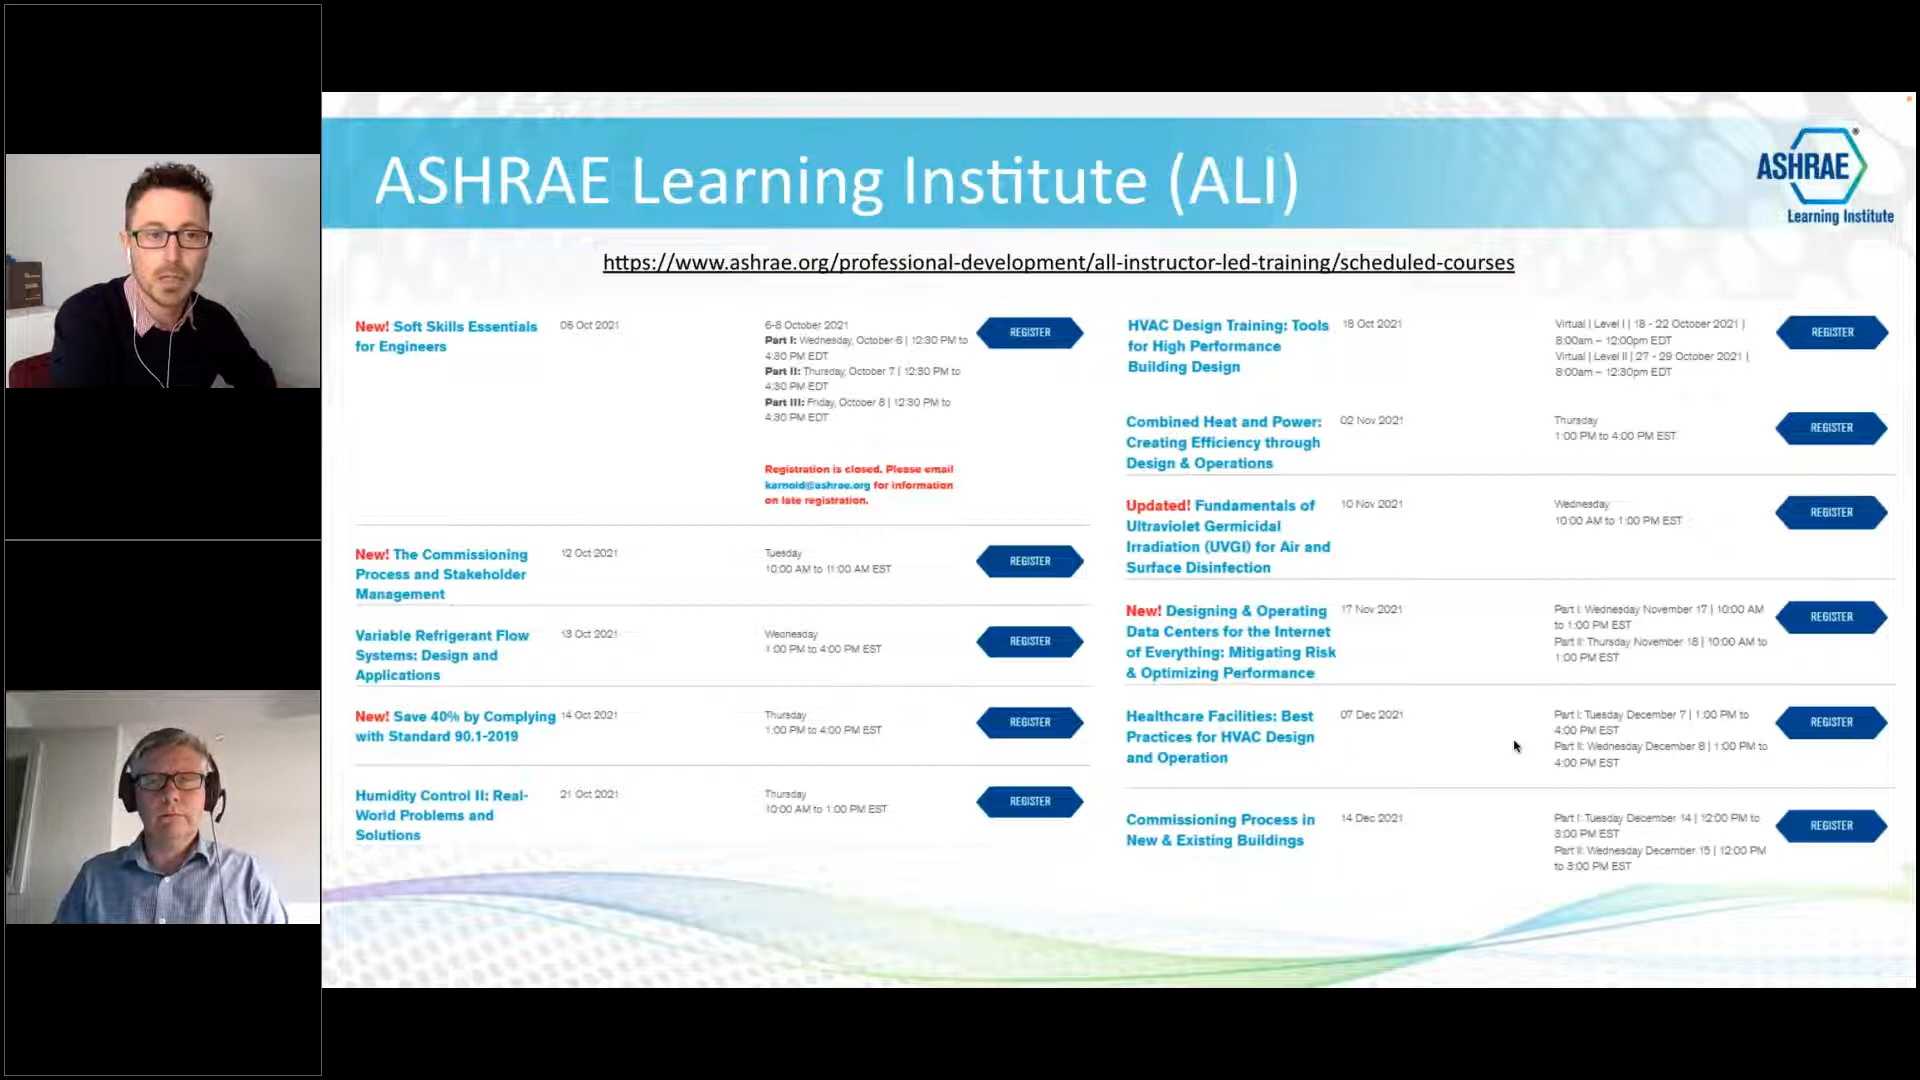 ASHRAE Learning Institute (ALI)
ASHRAE
Learning Institute
https://www.ashrae.org/professional-development/all-instructor-led-training/scheduled-courses
New! Soft Skills Essentials
for Engineers
06 Oct 2021
6-8 October 2021
Part I: Wednesday, October 6 | 12:30 PM to
4:30 PM EDT
Part II: Thursday, October 7 | 12:30 PM to
4:30 PM EDT
Part III: Friday, October 8 | 12:30 PM to
4:30 PM EDT
Registration is closed. Please email
karnold@ashrae.org for information
on late registration.
REGISTER
New! The Commissioning
Process and Stakeholder
Management
12 Oct 2021
Tuesday
10:00 AM to 11:00 AM EST
REGISTER
Variable Refrigerant Flow
Systems: Design and
Applications
13 Oct 2021
Wednesday
1:00 PM to 4:00 PM EST
REGISTER
New! Save 40% by Complying
with Standard 90.1-2019
14 Oct 2021
Thursday
1:00 PM to 4:00 PM EST
REGISTER
Humidity Control II: Real-
World Problems and
Solutions
21 Oct 2021
Thursday
10:00 AM to 1:00 PM EST
REGISTER
HVAC Design Training: Tools
for High Performance
Building Design
18 Oct 2021
Virtual | Level I | 18 - 22 October 2021 |
8:00am – 12:00pm EDT
Virtual | Level II | 27 - 29 October 2021 |
8:00am – 12:30pm EDT
REGISTER
Combined Heat and Power:
Creating Efficiency through
Design & Operations
02 Nov 2021
Thursday
1:00 PM to 4:00 PM EST
REGISTER
Updated! Fundamentals of
Ultraviolet Germicidal
Irradiation (UVGI) for Air and
Surface Disinfection
10 Nov 2021
Wednesday
10:00 AM to 1:00 PM EST
REGISTER
New! Designing & Operating
Data Centers for the Internet
of Everything: Mitigating Risk
& Optimizing Performance
17 Nov 2021
Part I: Wednesday November 17 | 10:00 AM
to 1:00 PM EST
Part II: Thursday November 18 | 10:00 AM to
1:00 PM EST
REGISTER
Healthcare Facilities: Best
Practices for HVAC Design
and Operation
07 Dec 2021
Part I: Tuesday December 7 | 1:00 PM to
4:00 PM EST
Part II: Wednesday December 8 | 1:00 PM to
4:00 PM EST
REGISTER
Commissioning Process in
New & Existing Buildings
14 Dec 2021
Part I: Tuesday December 14 | 12:00 PM to
3:00 PM EST
Part II: Wednesday December 15 | 12:00 PM
to 3:00 PM EST
REGISTER